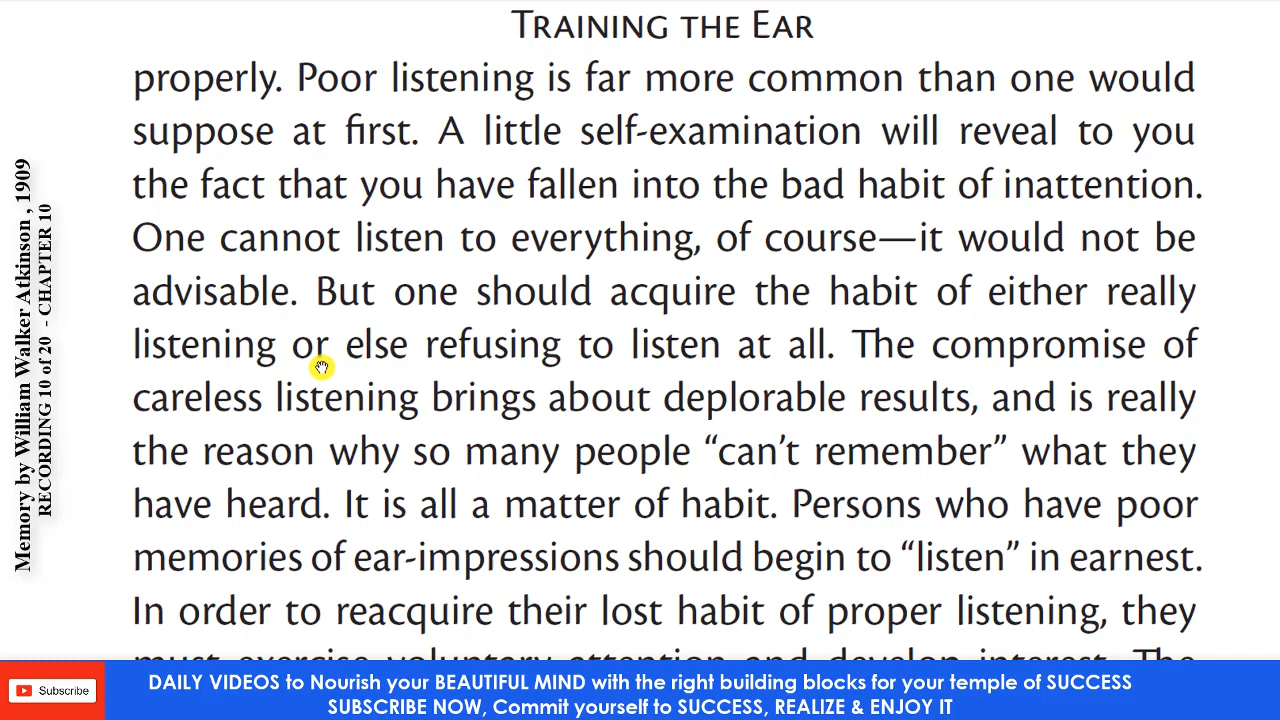 TRAINING THE EAR
properly. Poor listening is far more common than one would
suppose at first. A little self-examination will reveal to you
the fact that you have fallen into the bad habit of inattention.
One cannot listen to everything, of course—it would not be
advisable. But one should acquire the habit of either really
listening or else refusing to listen at all. The compromise of
careless listening brings about deplorable results, and is really
the reason why so many people “can’t remember” what they
have heard. It is all a matter of habit. Persons who have poor
memories of ear-impressions should begin to “listen” in earnest.
In order to reacquire their lost habit of proper listening, they
must exercise voluntary attention and develop interest. The
Memory by William Walker Atkinson , 1909
RECORDING 10 of 20 - CHAPTER 10
Subscribe
DAILY VIDEOS to Nourish your BEAUTIFUL MIND with the right building blocks for your temple of SUCCESS
SUBSCRIBE NOW, Commit yourself to SUCCESS, REALIZE & ENJOY IT